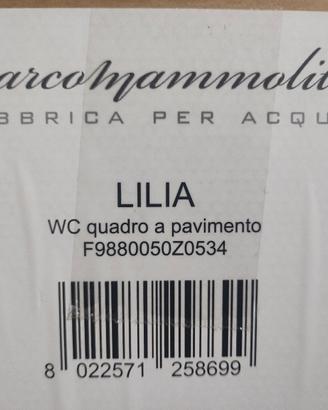 arcomammolit
BBRICA PER ACQU
LILIA
WC quadro a pavimento
F9880050Z0534
8 022571 258699